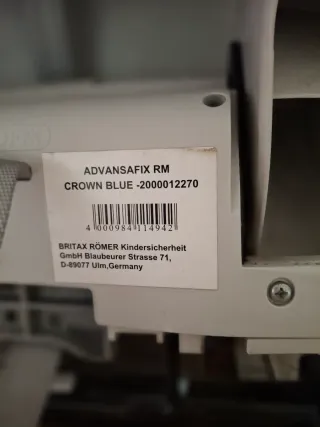 ADVANSAFIX RM
CROWN BLUE -2000012270
4 000984 114942
BRITAX RÖMER Kindersicherheit
GmbH Blaubeurer Strasse 71,
D-89077 Ulm,Germany